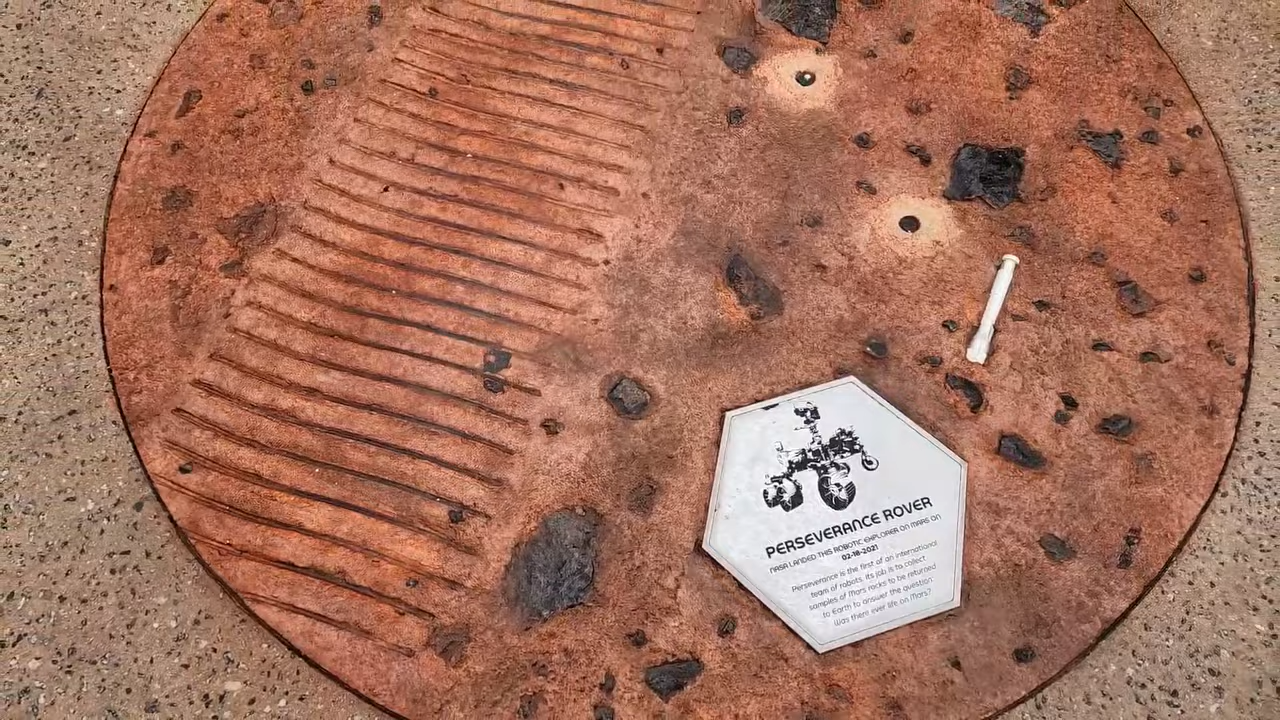 PERSEVERANCE ROVER
NASA LANDED THIS ROBOTIC EXPLORER ON MARS ON
02-18-2021
Perseverance is the first of an international
team of robots. Its job is to collect
samples of Mars rocks to be returned
to Earth to answer the question:
Was there ever life on Mars?